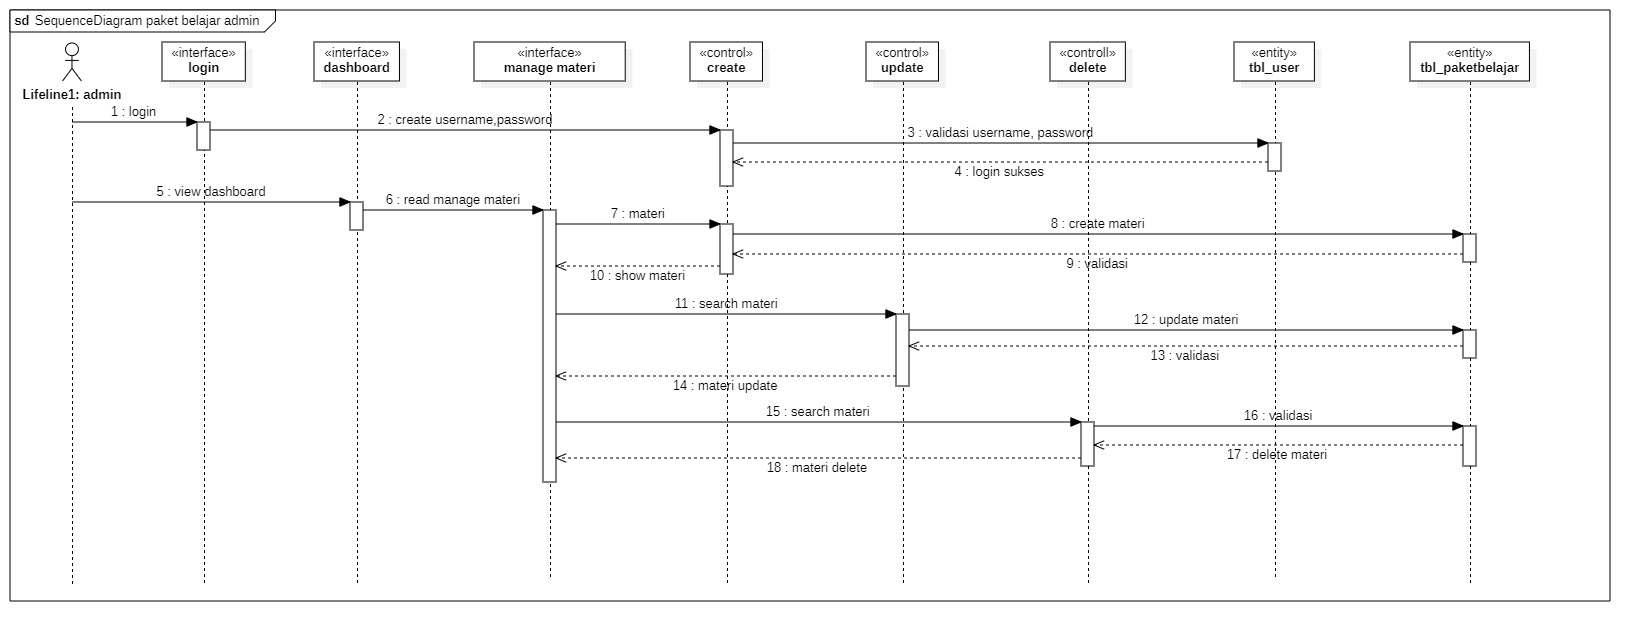 sd SequenceDiagram paket belajar admin
«interface»
login
«interface»
dashboard
«interface»
manage materi
«control»
create
«control»
update
«controll»
delete
«entity»
tbl_user
«entity»
tbl_paketbelajar
Lifeline1: admin
1 : login
2 : create username,password
3 : validasi username, password
4 : login sukses
5 : view dashboard
6 : read manage materi
7 : materi
8 : create materi
9 : validasi
10 : show materi
11 : search materi
12 : update materi
13 : validasi
14 : materi update
15 : search materi
16 : validasi
17 : delete materi
18 : materi delete